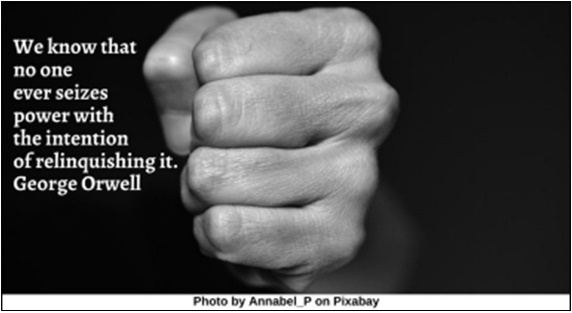 We know that
no one
ever seizes
power with
the intention
of relinquishing it.
George Orwell
Photo by Annabel_P on Pixabay